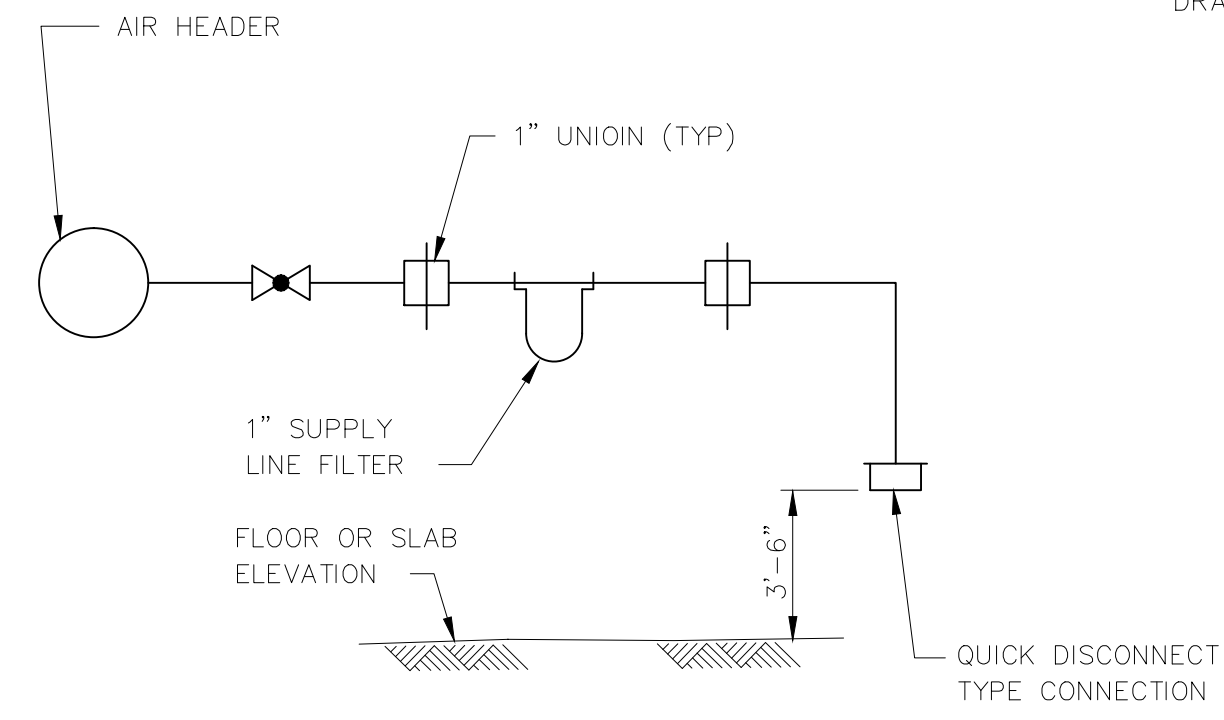 AIR HEADER
1” UNIOIN (TYP)
1” SUPPLY
LINE FILTER
FLOOR OR SLAB
ELEVATION
3’-6”
QUICK DISCONNECT
TYPE CONNECTION